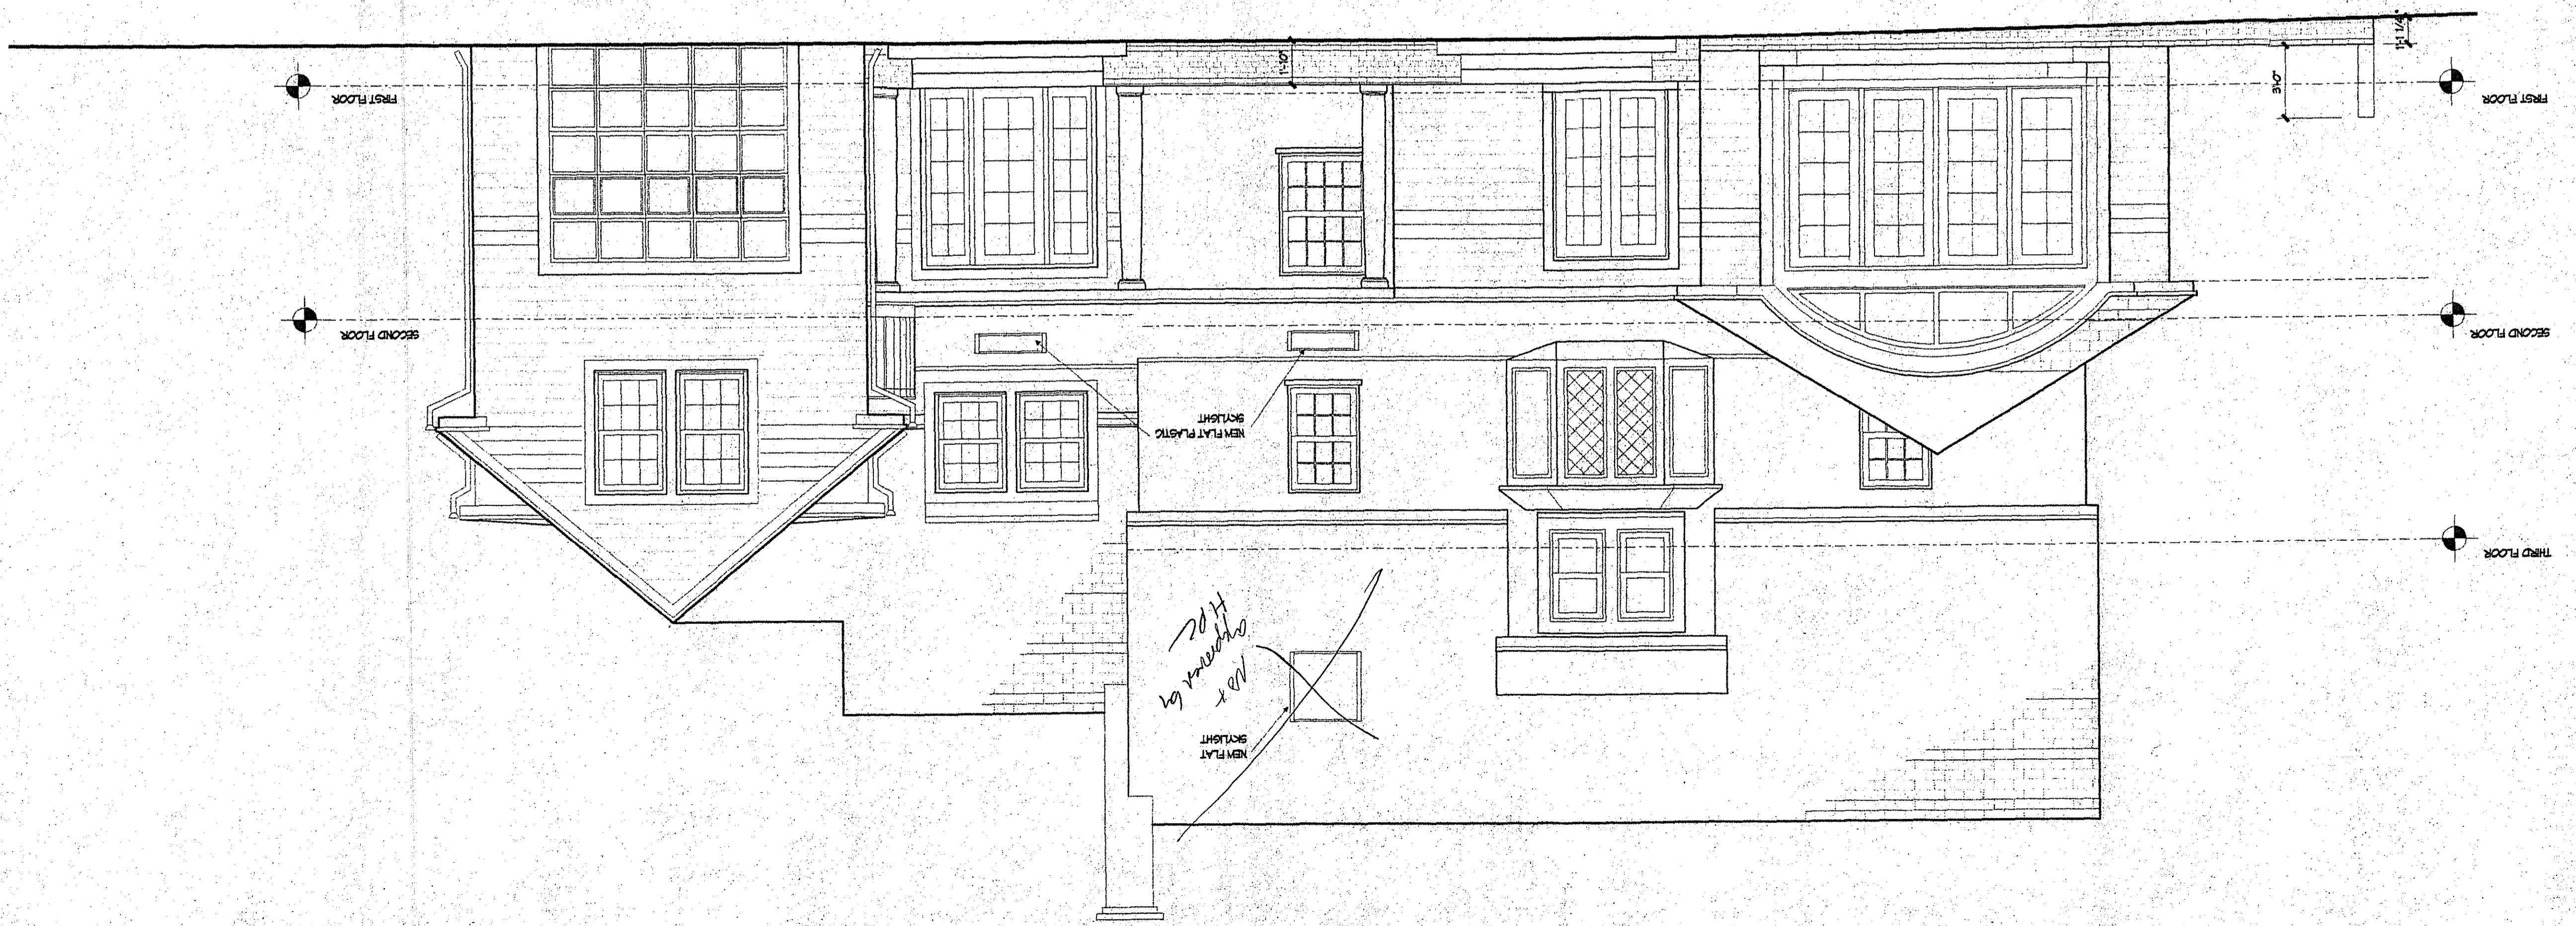 NEW FLAT
SKYLIGHT
Not
approved by
HPC
THIRD FLOOR
NEW FLAT PLASTIC
SKYLIGHT
SECOND FLOOR
SECOND FLOOR
FIRST FLOOR
FIRST FLOOR
3'-0"
1'-10"
1'-1 1/4"